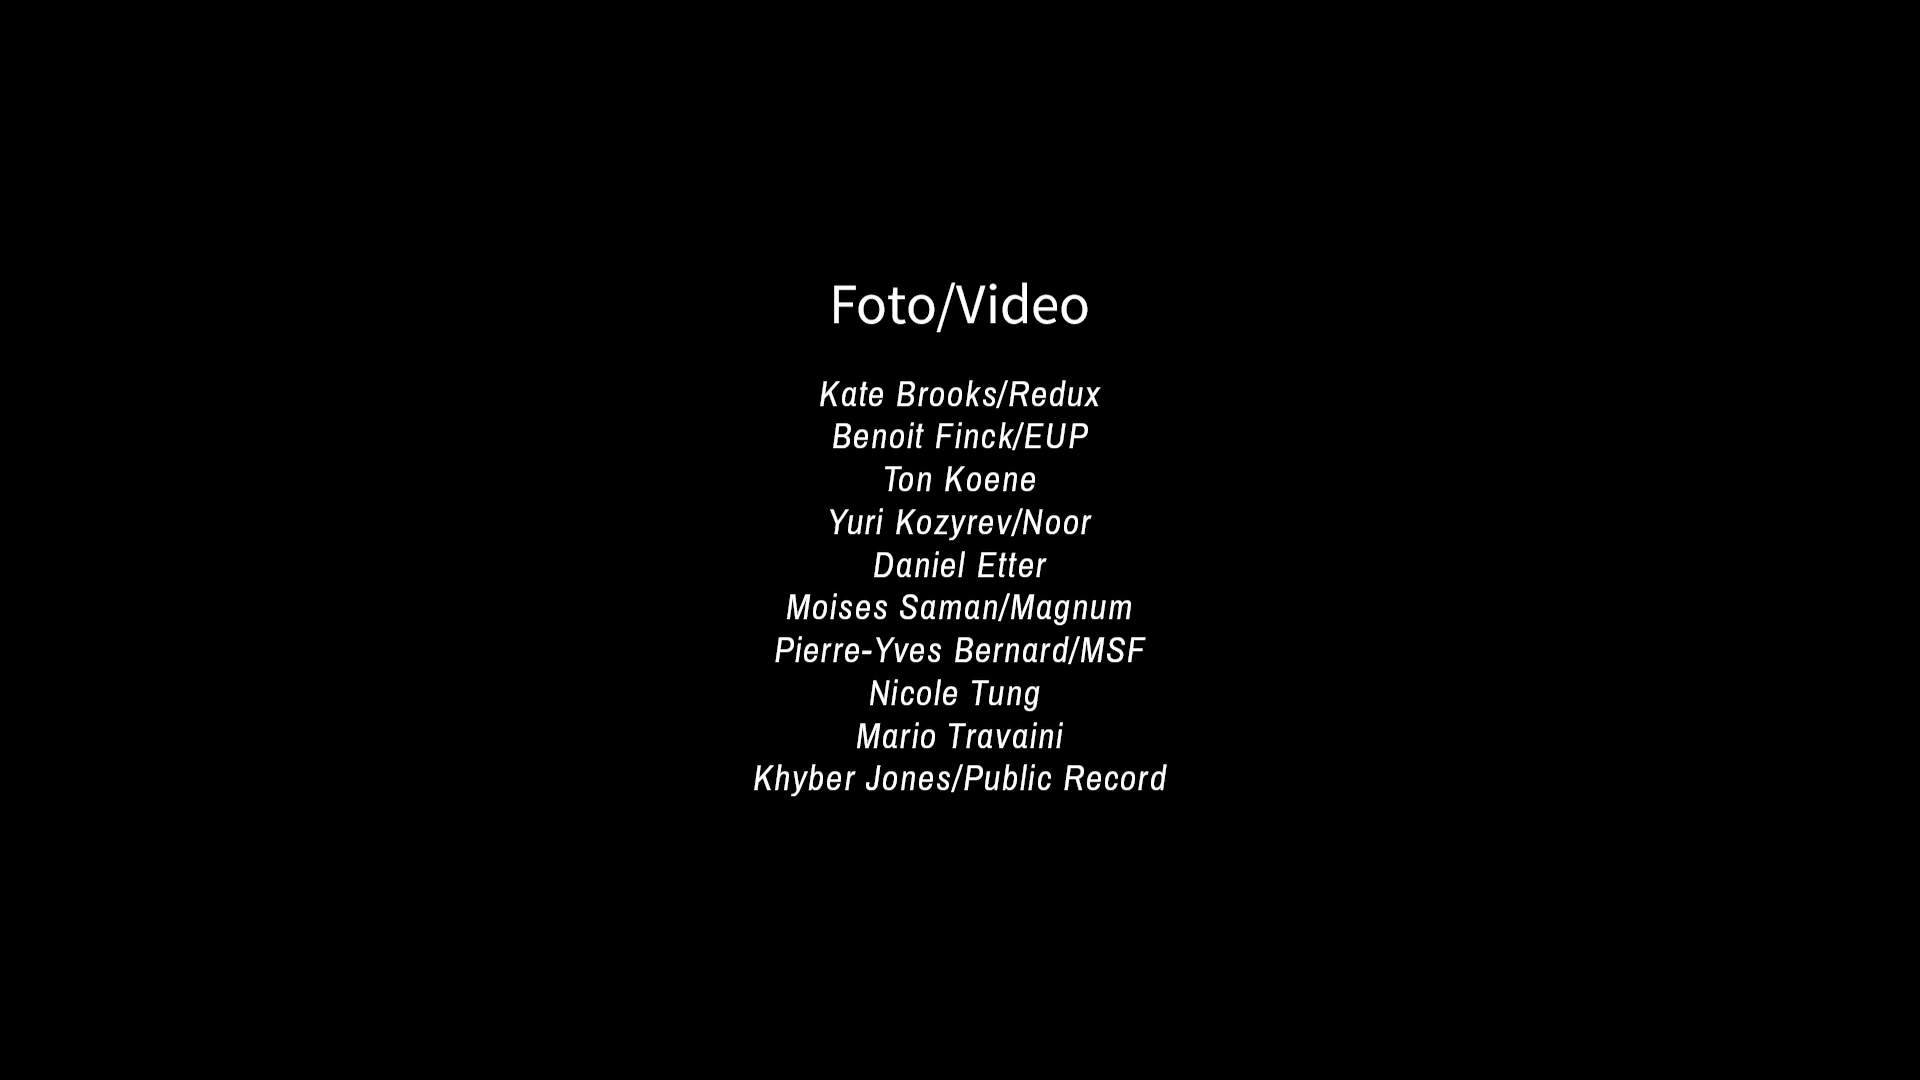 Foto/Video
Kate Brooks/Redux
Benoit Finck/EUP
Ton Koene
Yuri Kozyrev/Noor
Daniel Etter
Moises Saman/Magnum
Pierre-Yves Bernard/MSF
Nicole Tung
Mario Travaini
Khyber Jones/Public Record